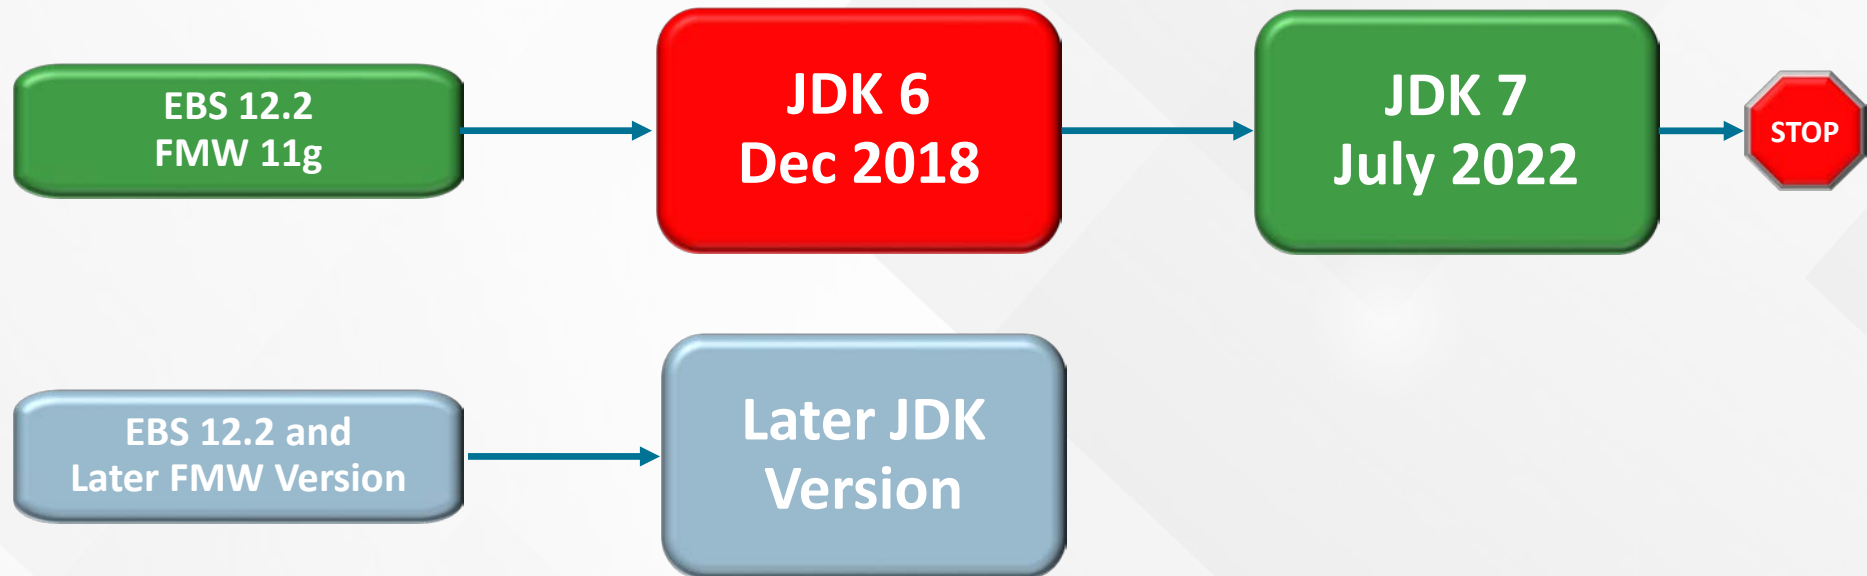 EBS 12.2
FMW 11g
JDK 6
Dec 2018
JDK 7
July 2022
STOP
EBS 12.2 and
Later FMW Version
Later JDK
Version